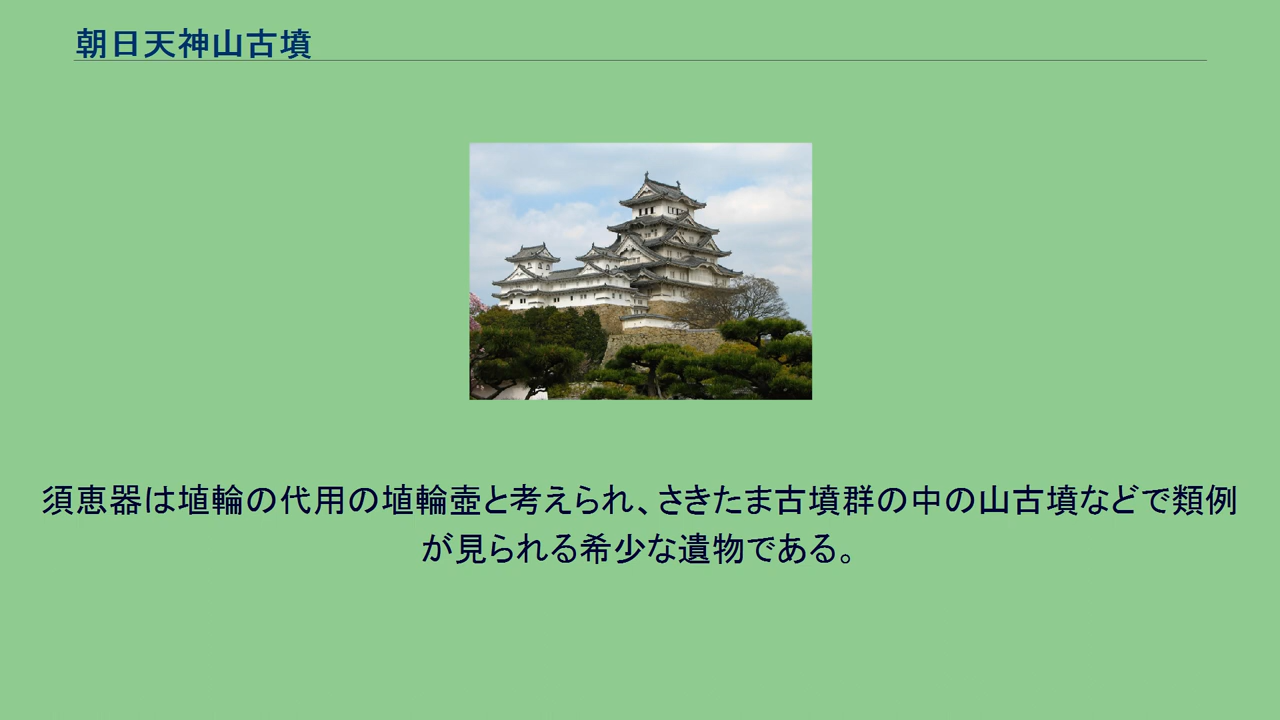 朝日天神山古墳
須恵器は埴輪の代用の埴輪壺と考えられ、さきたま古墳群の中の山古墳などで類例
が見られる希少な遺物である。